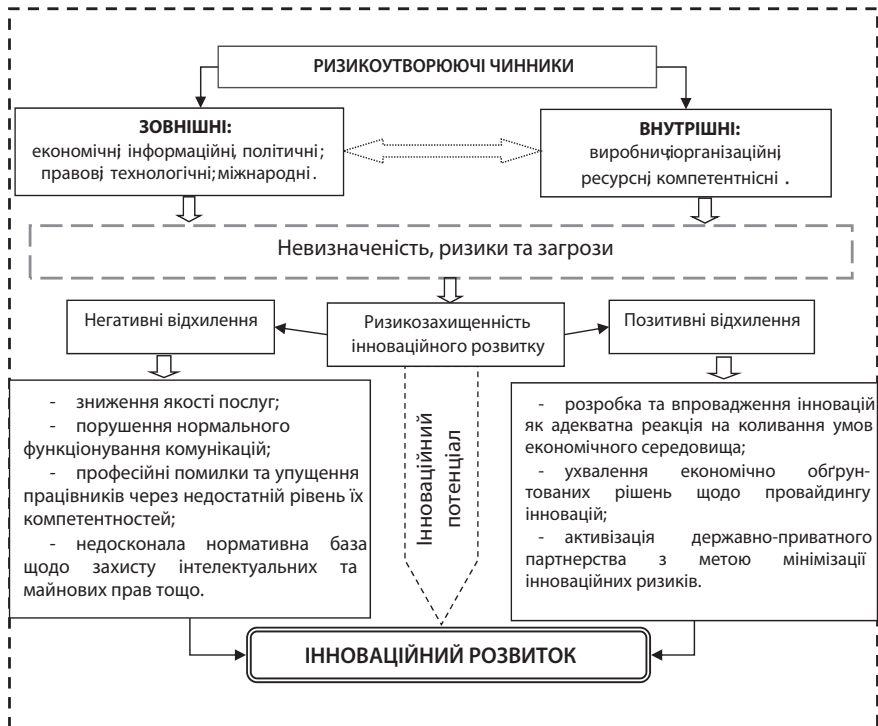 РИЗИКОУТВОРЮЮЧІ ЧИННИКИ
ЗОВНІШНІ:
економічні; інформаційні, політичні;
правові; технологічні; міжнародні.
ВНУТРІШНІ:
виробничі; організаційні,
ресурсні, компетентнісні .
Невизначеність, ризики та загрози
Негативні відхилення
Ризикозахищенність
інноваційного розвитку
Позитивні відхилення
- зниження якості послуг;
- порушення нормального
функціонування комунікацій;
- професійні помилки та упущення
працівників через недостатній рівень їх
компетентностей;
- недосконала нормативна база
щодо захисту інтелектуальних та
майнових прав тощо.
Інноваційний
потенціал
- розробка та впровадження інновацій
як адекватна реакція на коливання умов
економічного середовища;
- ухвалення економічно обґрун-
тованих рішень щодо провайдингу
інновацій;
- активізація державно-приватного
партнерства з метою мінімізації
інноваційних ризиків.
ІННОВАЦІЙНИЙ РОЗВИТОК